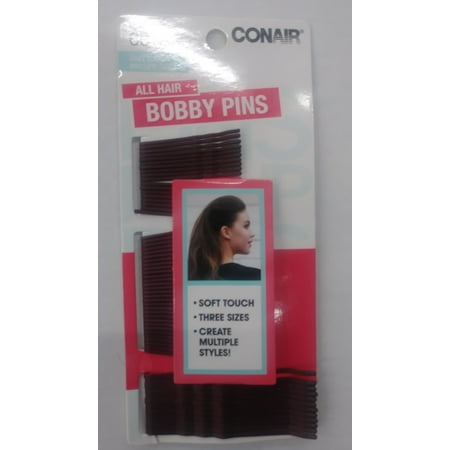 CONAIR®
ALL HAIR
BOBBY PINS
• SOFT TOUCH
• THREE SIZES
• CREATE
MULTIPLE
STYLES!